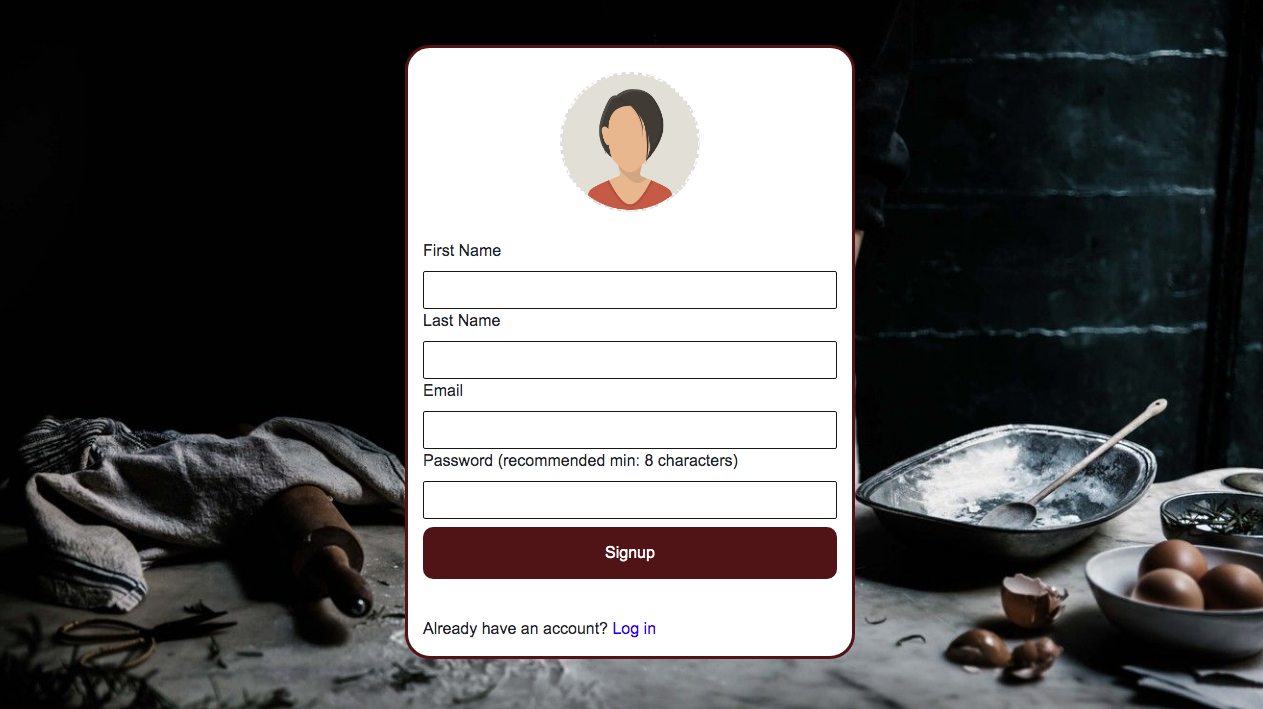 First Name
Last Name
Email
Password (recommended min: 8 characters)
Signup
Already have an account? Log in